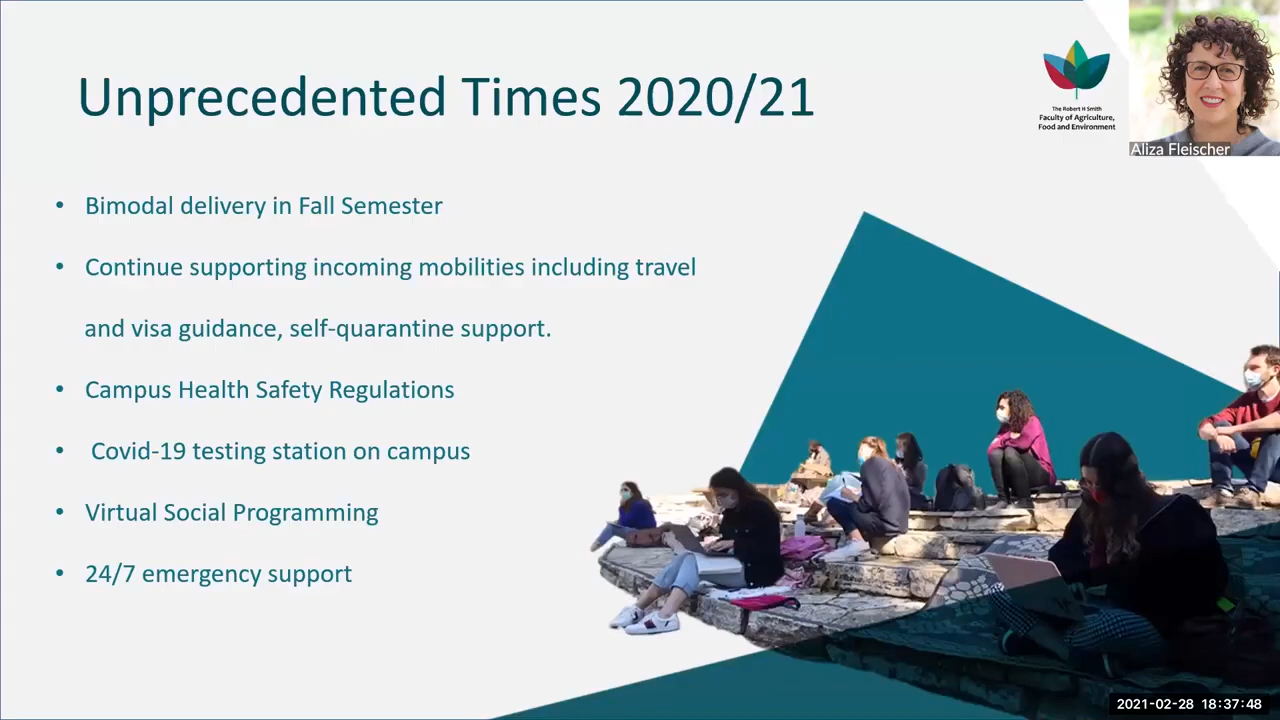 Unprecedented Times 2020/21
The Robert H Smith
Faculty of Agriculture,
Food and Environment
Aliza Fleischer
• Bimodal delivery in Fall Semester
• Continue supporting incoming mobilities including travel
and visa guidance, self-quarantine support.
• Campus Health Safety Regulations
• Covid-19 testing station on campus
• Virtual Social Programming
• 24/7 emergency support
2021-02-28 18:37:48